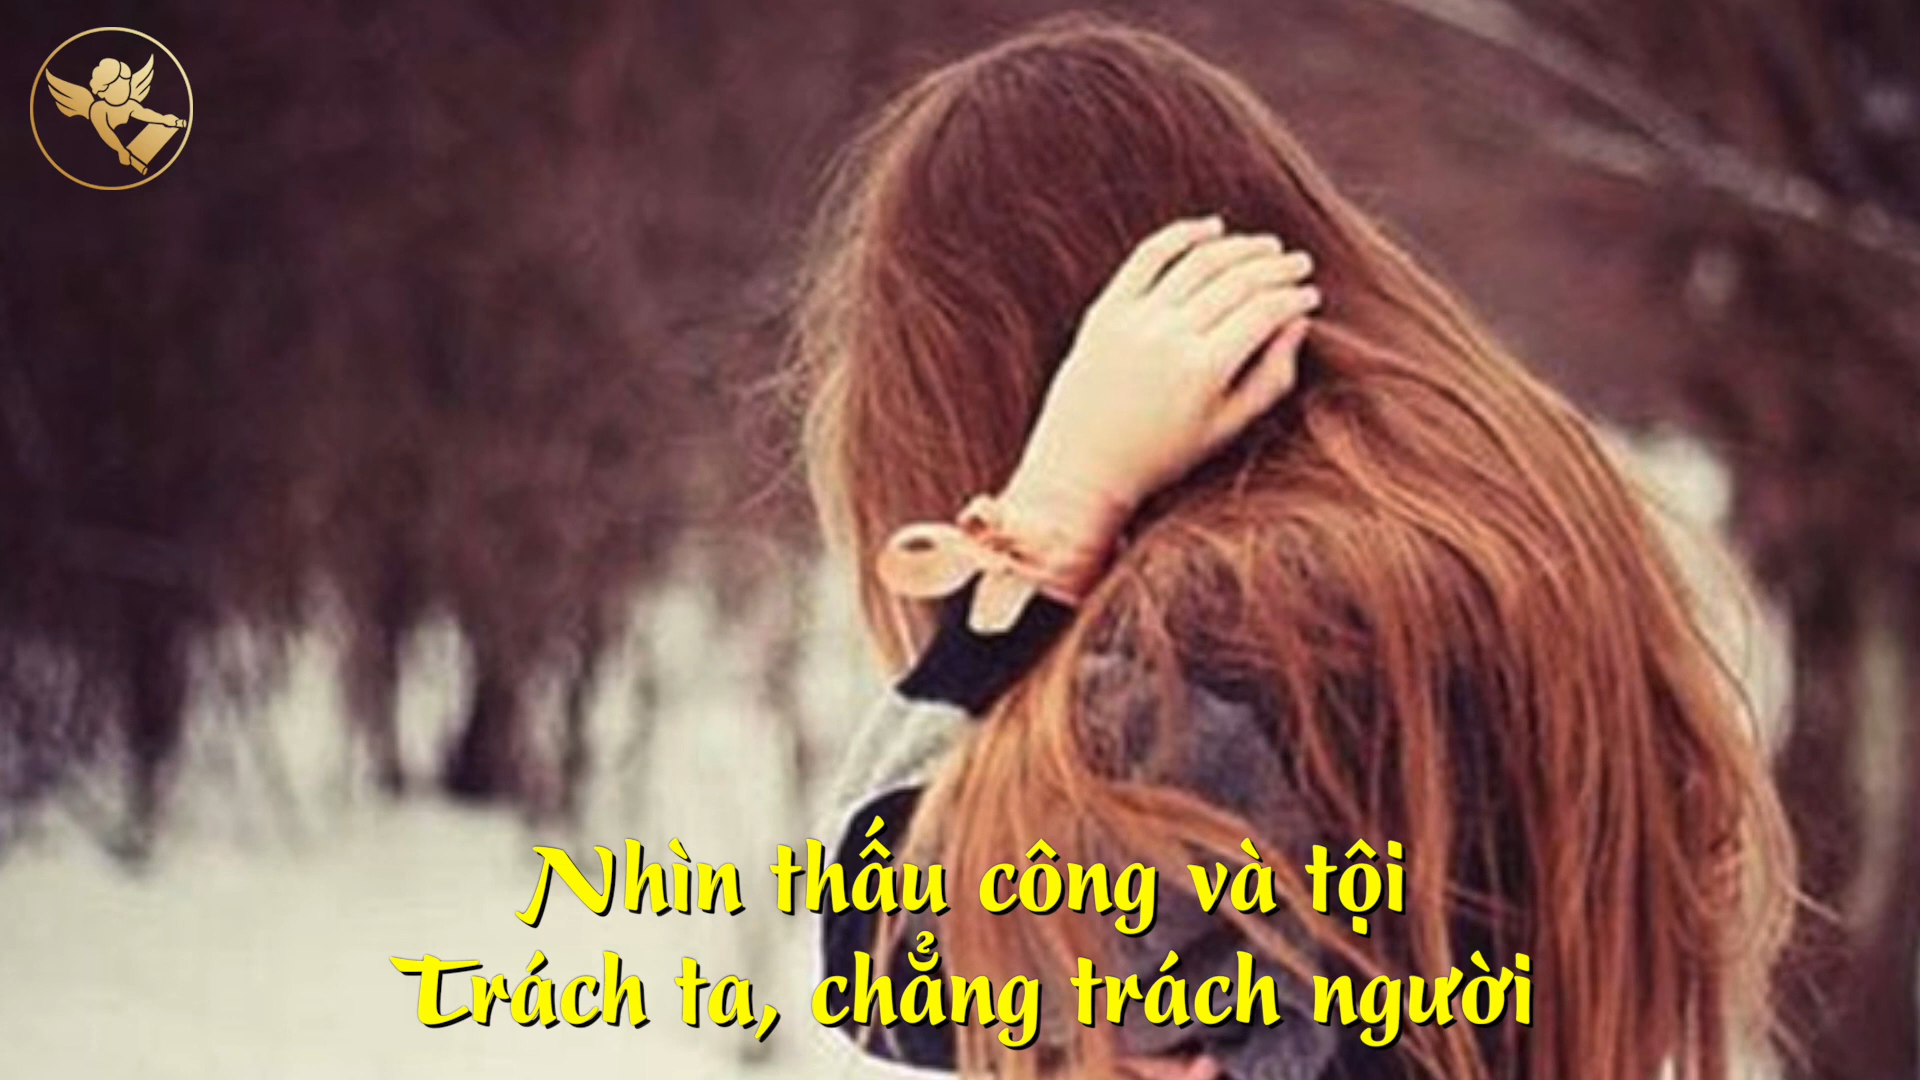 Nhìn thấu công và tội
Trách ta, chẳng trách người